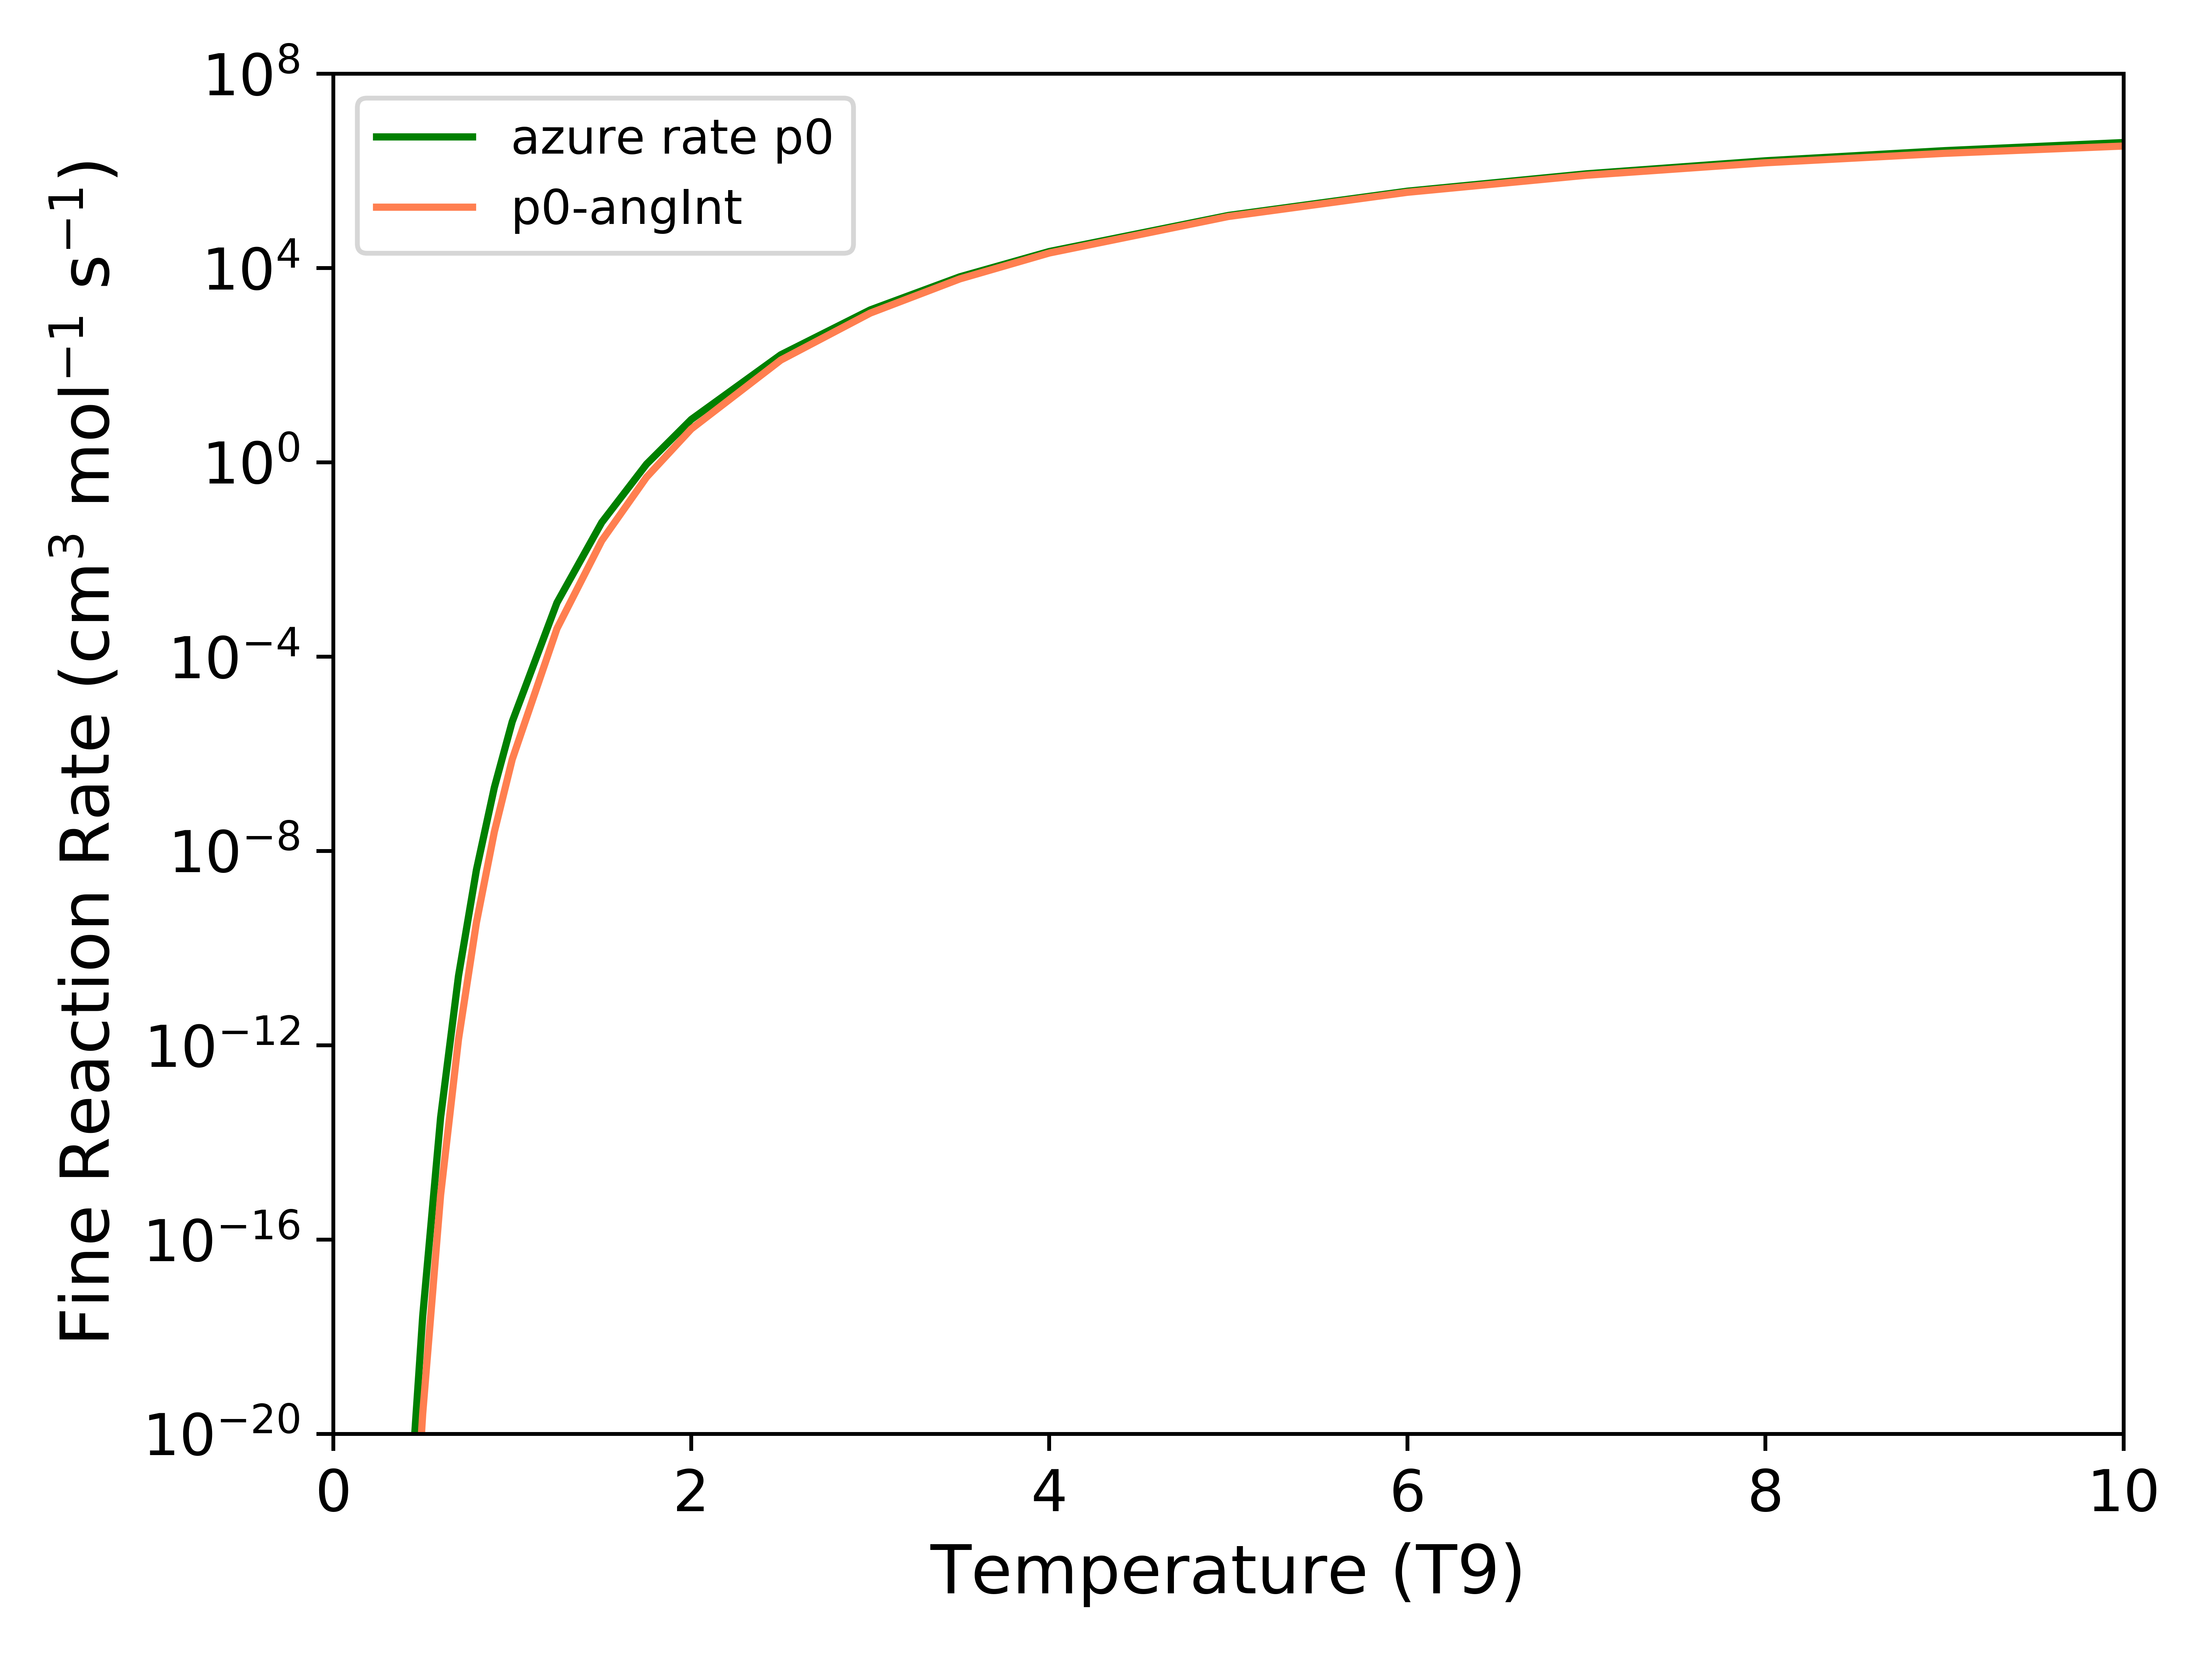 10⁸
10⁴
10⁰
10⁻⁴
10⁻⁸
10⁻¹²
10⁻¹⁶
10⁻²⁰
Fine Reaction Rate (cm³ mol⁻¹ s⁻¹)
azure rate p0
p0-angInt
0 2 4 6 8 10
Temperature (T9)